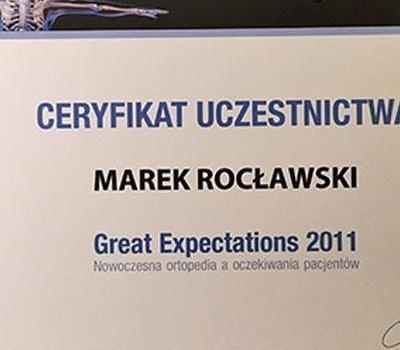 CERYFIKAT UCZESTNICTWA
MAREK ROCŁAWSKI
Great Expectations 2011
Nowoczesna ortopedia a oczekiwania pacjentów